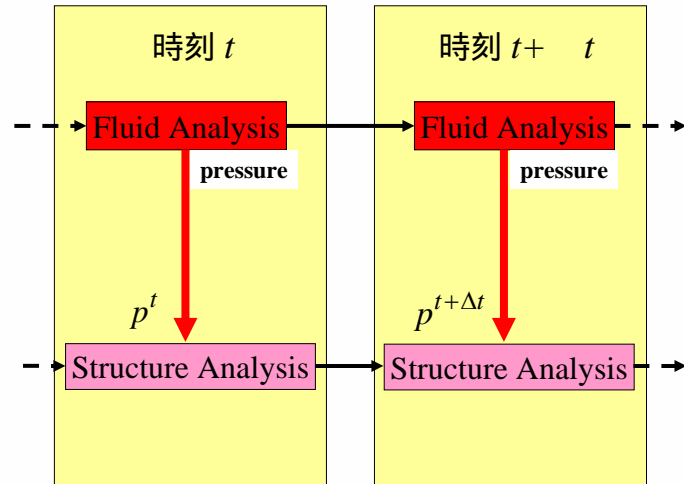 時刻 t
Fluid Analysis
pressure
p^t
Structure Analysis
時刻 t+ t
Fluid Analysis
pressure
p^{t+Δt}
Structure Analysis